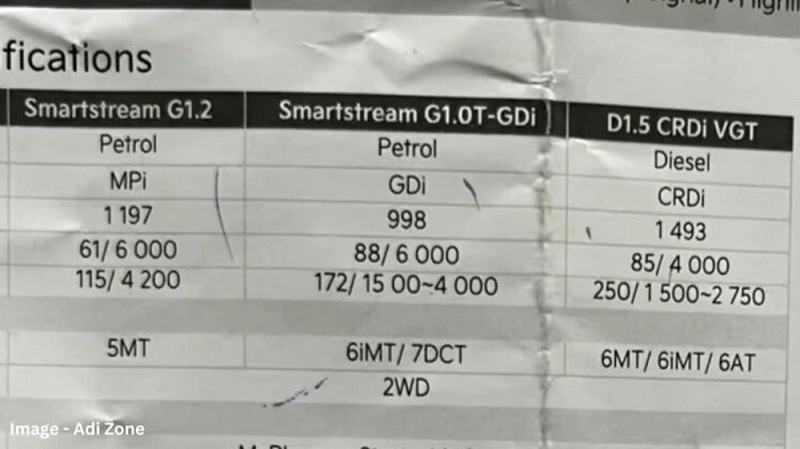 fications
Smartstream G1.2 Smartstream G1.0T-GDi D1.5 CRDi VGT
Petrol Petrol Diesel
MPi GDi CRDi
1 197 998 1 493
61/ 6 000 88/ 6 000 85/ 4 000
115/ 4 200 172/ 15 00~4 000 250/ 1 500~2 750
5MT 6iMT/ 7DCT 6MT/ 6iMT/ 6AT
2WD
Image - Adi Zone